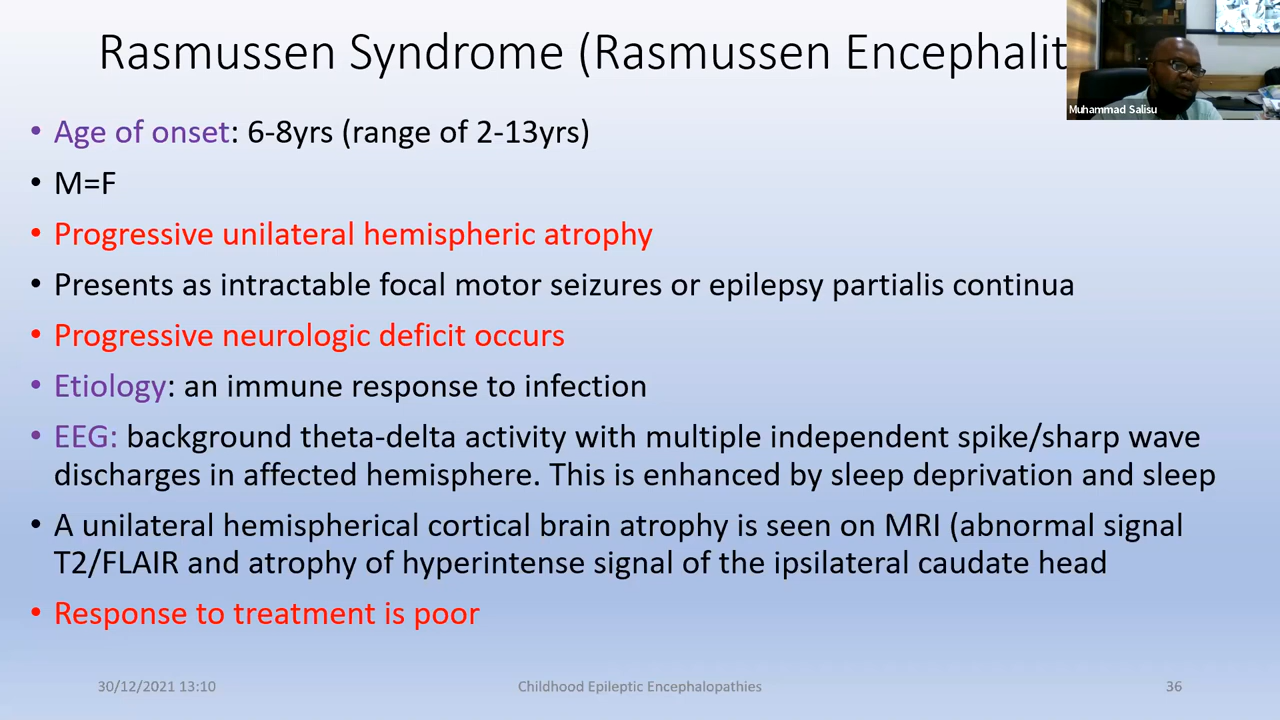 Rasmussen Syndrome (Rasmussen Encephalit
Muhammad Salisu
• Age of onset: 6-8yrs (range of 2-13yrs)
• M=F
• Progressive unilateral hemispheric atrophy
• Presents as intractable focal motor seizures or epilepsy partialis continua
• Progressive neurologic deficit occurs
• Etiology: an immune response to infection
• EEG: background theta-delta activity with multiple independent spike/sharp wave
discharges in affected hemisphere. This is enhanced by sleep deprivation and sleep
• A unilateral hemispherical cortical brain atrophy is seen on MRI (abnormal signal
T2/FLAIR and atrophy of hyperintense signal of the ipsilateral caudate head
• Response to treatment is poor
30/12/2021 13:10
Childhood Epileptic Encephalopathies
36